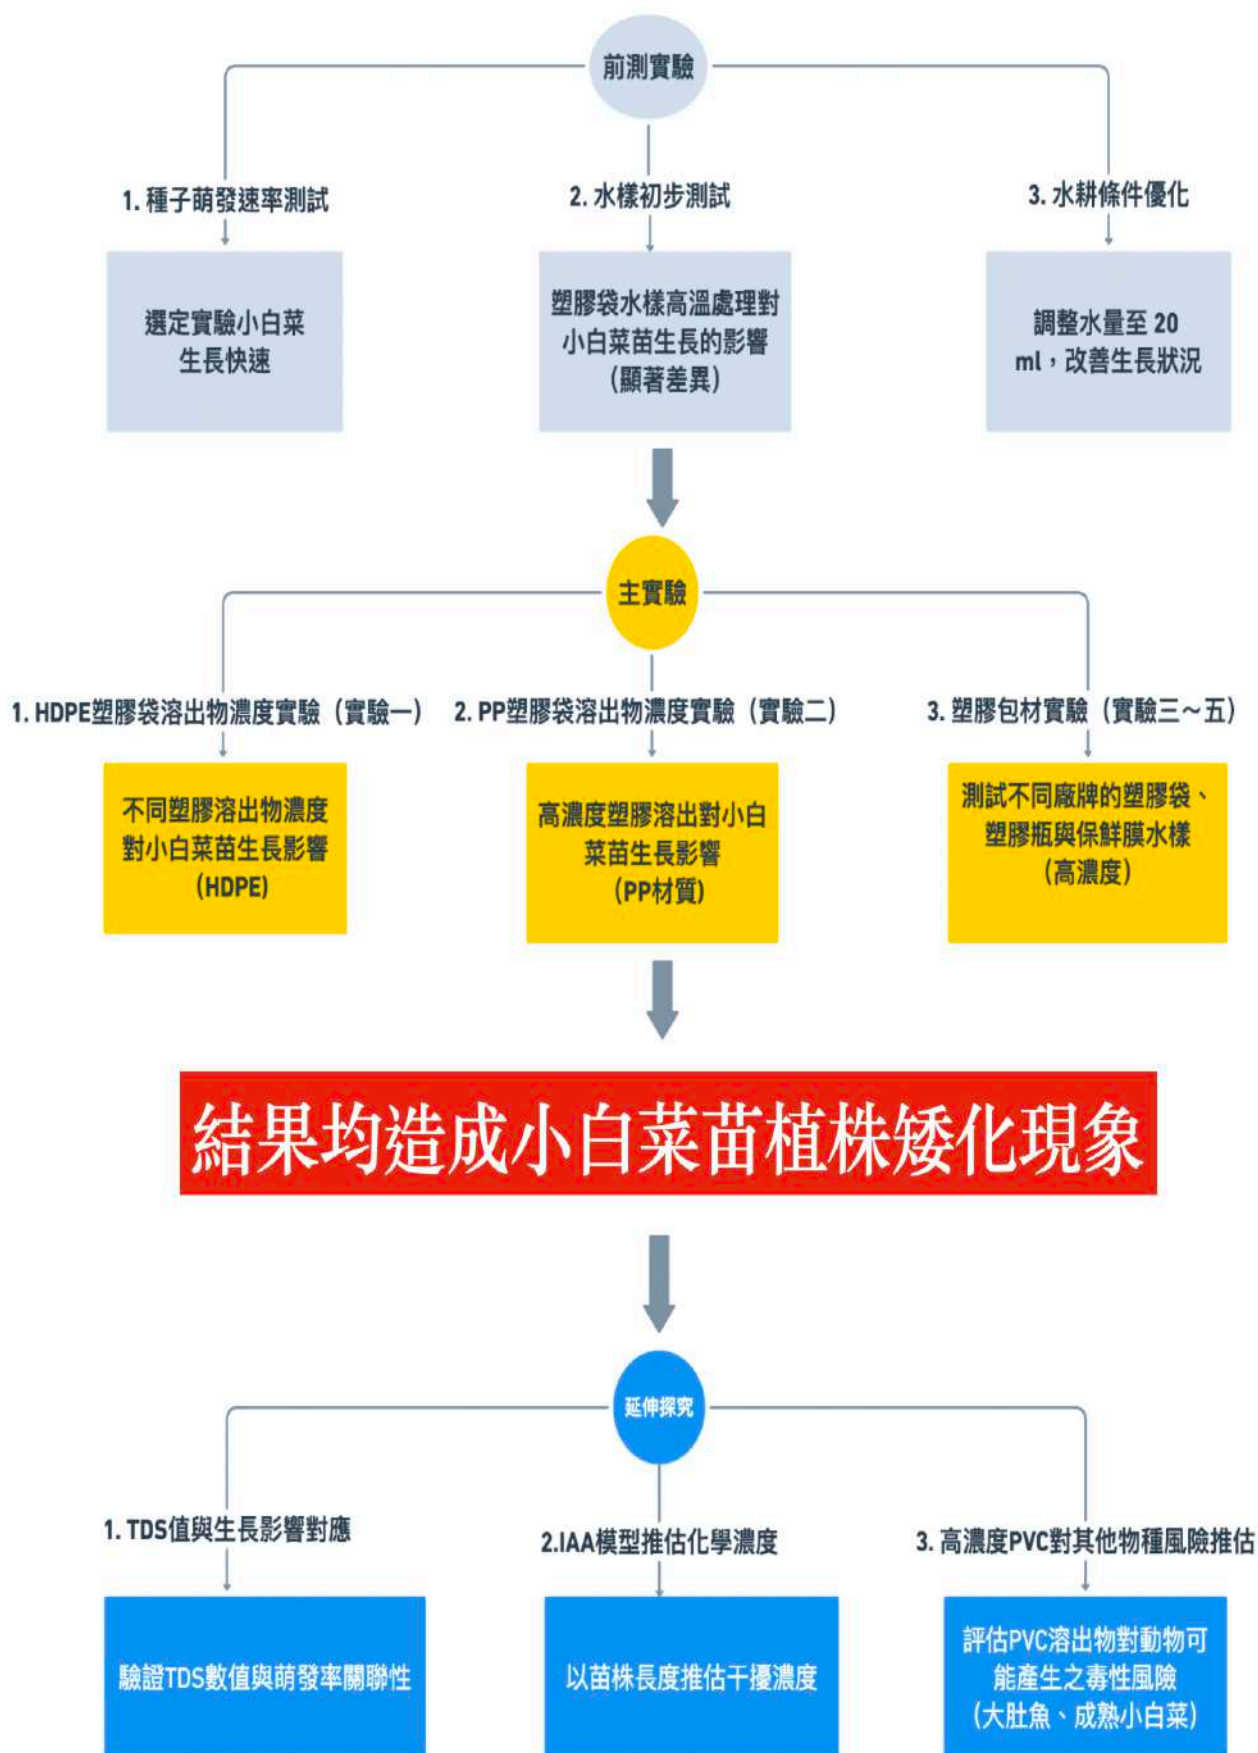 前測實驗
1. 種子萌發速率測試
2. 水樣初步測試
3. 水耕條件優化
選定實驗小白菜
生長快速
塑膠袋水樣高溫處理對
小白菜苗生長的影響
(顯著差異)
調整水量至 20
ml，改善生長狀況
主實驗
1. HDPE塑膠袋溶出物濃度實驗（實驗一）
2. PP塑膠袋溶出物濃度實驗（實驗二）
3. 塑膠包材實驗（實驗三～五）
不同塑膠溶出物濃度
對小白菜苗生長影響
(HDPE)
高濃度塑膠溶出對小白
菜苗生長影響
(PP材質)
測試不同廠牌的塑膠袋、
塑膠瓶與保鮮膜水樣
(高濃度)
結果均造成小白菜苗植株矮化現象
延伸探究
1. TDS值與生長影響對應
2.IAA模型推估化學濃度
3. 高濃度PVC對其他物種風險推估
驗證TDS數值與萌發率關聯性
以苗株長度推估干擾濃度
評估PVC溶出物對動物可
能產生之毒性風險
(大肚魚、成熟小白菜)